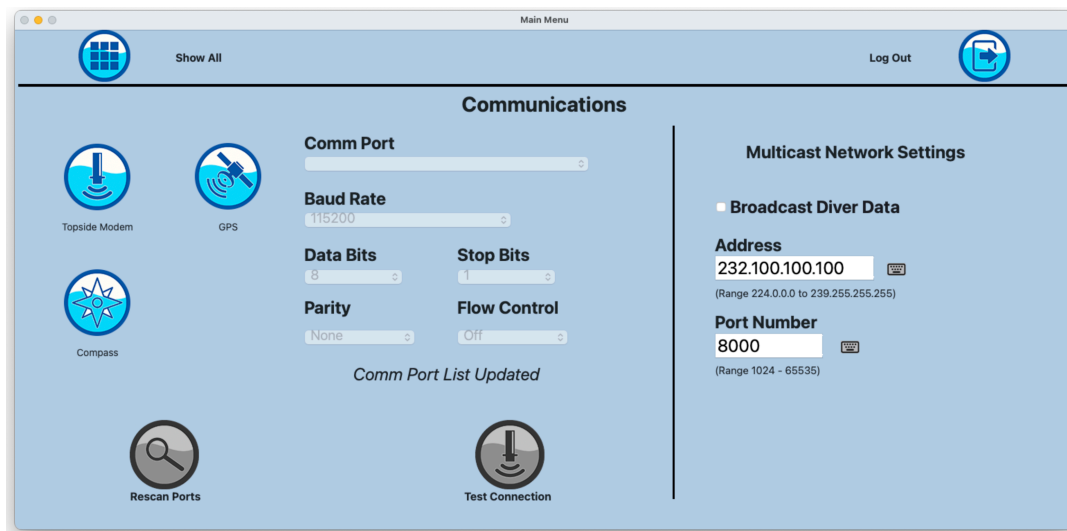 Main Menu
Show All
Log Out
Communications
Topside Modem
GPS
Compass
Comm Port
Baud Rate
115200
Data Bits
Stop Bits
8
1
Parity
Flow Control
None
Off
Comm Port List Updated
Rescan Ports
Test Connection
Multicast Network Settings
Broadcast Diver Data
Address
232.100.100.100
(Range 224.0.0.0 to 239.255.255.255)
Port Number
8000
(Range 1024 - 65535)